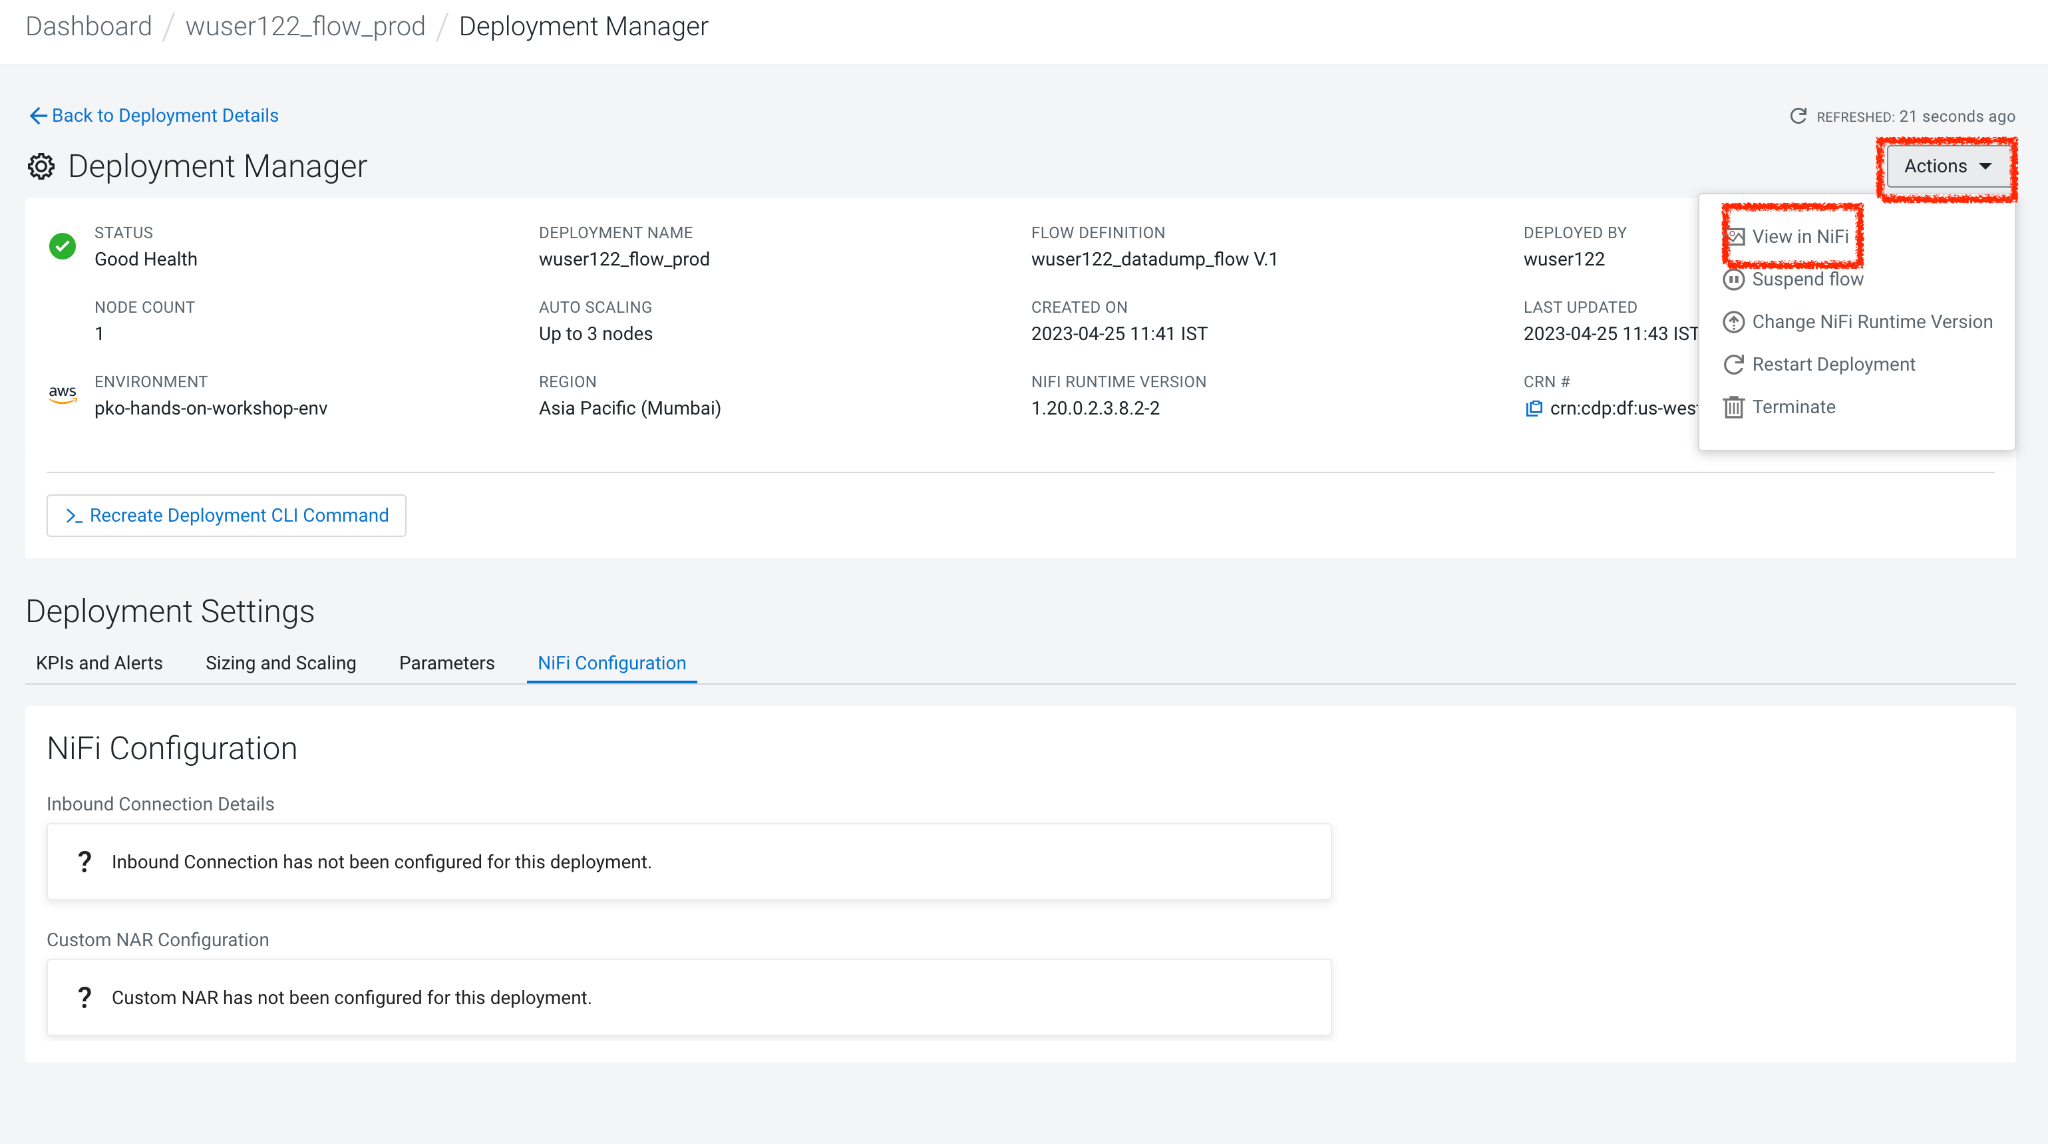 Dashboard / wuser122_flow_prod / Deployment Manager
Back to Deployment Details
REFRESHED: 21 seconds ago
Deployment Manager
Actions
View in NiFi
Suspend flow
Change NiFi Runtime Version
Restart Deployment
Terminate
STATUS
Good Health
DEPLOYMENT NAME
wuser122_flow_prod
FLOW DEFINITION
wuser122_datadump_flow V.1
DEPLOYED BY
wuser122
NODE COUNT
1
AUTO SCALING
Up to 3 nodes
CREATED ON
2023-04-25 11:41 IST
LAST UPDATED
2023-04-25 11:43 IST
aws
ENVIRONMENT
pko-hands-on-workshop-env
REGION
Asia Pacific (Mumbai)
NIFI RUNTIME VERSION
1.20.0.2.3.8.2-2
CRN #
crn:cdp:df:us-west
>_ Recreate Deployment CLI Command
Deployment Settings
KPIs and Alerts
Sizing and Scaling
Parameters
NiFi Configuration
NiFi Configuration
Inbound Connection Details
? Inbound Connection has not been configured for this deployment.
Custom NAR Configuration
? Custom NAR has not been configured for this deployment.